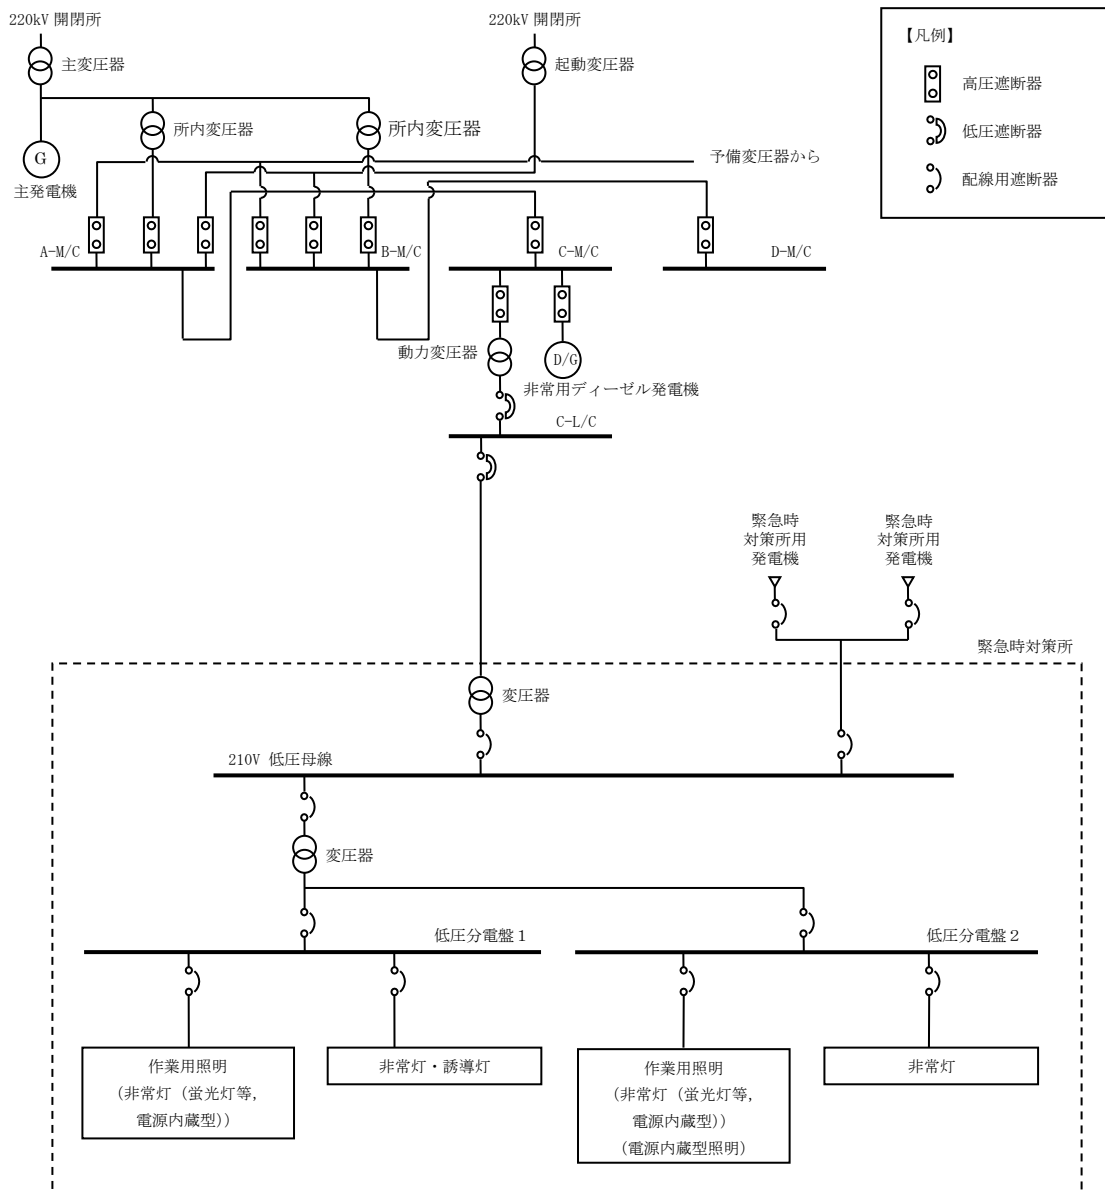 220kV 開閉所
220kV 開閉所
【凡例】
主変圧器
起動変圧器
高圧遮断器
所内変圧器
所内変圧器
低圧遮断器
G
予備変圧器から
主発電機
配線用遮断器
A-M/C
B-M/C
C-M/C
D-M/C
動力変圧器
D/G
非常用ディーゼル発電機
C-L/C
緊急時
対策所用
発電機
緊急時
対策所用
発電機
緊急時対策所
変圧器
210V 低圧母線
変圧器
低圧分電盤1
低圧分電盤2
作業用照明
(非常灯（蛍光灯等,
電源内蔵型))
非常灯・誘導灯
作業用照明
(非常灯（蛍光灯等,
電源内蔵型))
(電源内蔵型照明)
非常灯